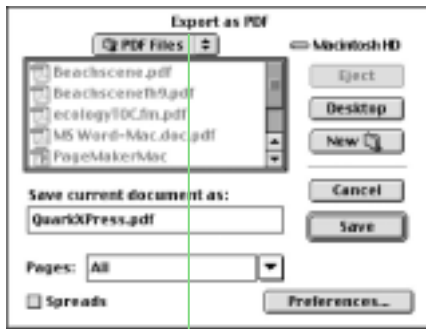 Export as PDF
PDF Files
Macintosh HD
Beachscene.pdf
Beachscenefh9.pdf
ecologyTOC.fm.pdf
MS Word-Mac.doc.pdf
PageMakerMac
Eject
Desktop
New
Save current document as:
QuarkXPress.pdf
Cancel
Save
Pages: All
Spreads
Preferences...